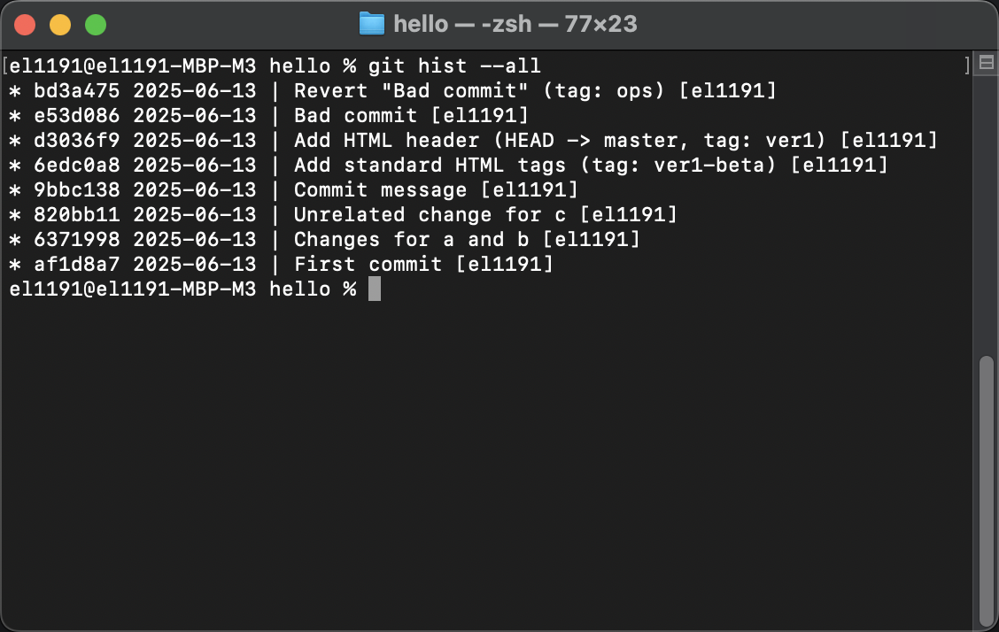 hello — -zsh — 77×23
[el1191@el1191-MBP-M3 hello % git hist --all ]
* bd3a475 2025-06-13 | Revert "Bad commit" (tag: ops) [el1191]
* e53d086 2025-06-13 | Bad commit [el1191]
* d3036f9 2025-06-13 | Add HTML header (HEAD -> master, tag: ver1) [el1191]
* 6edc0a8 2025-06-13 | Add standard HTML tags (tag: ver1-beta) [el1191]
* 9bbc138 2025-06-13 | Commit message [el1191]
* 820bb11 2025-06-13 | Unrelated change for c [el1191]
* 6371998 2025-06-13 | Changes for a and b [el1191]
* af1d8a7 2025-06-13 | First commit [el1191]
el1191@el1191-MBP-M3 hello %